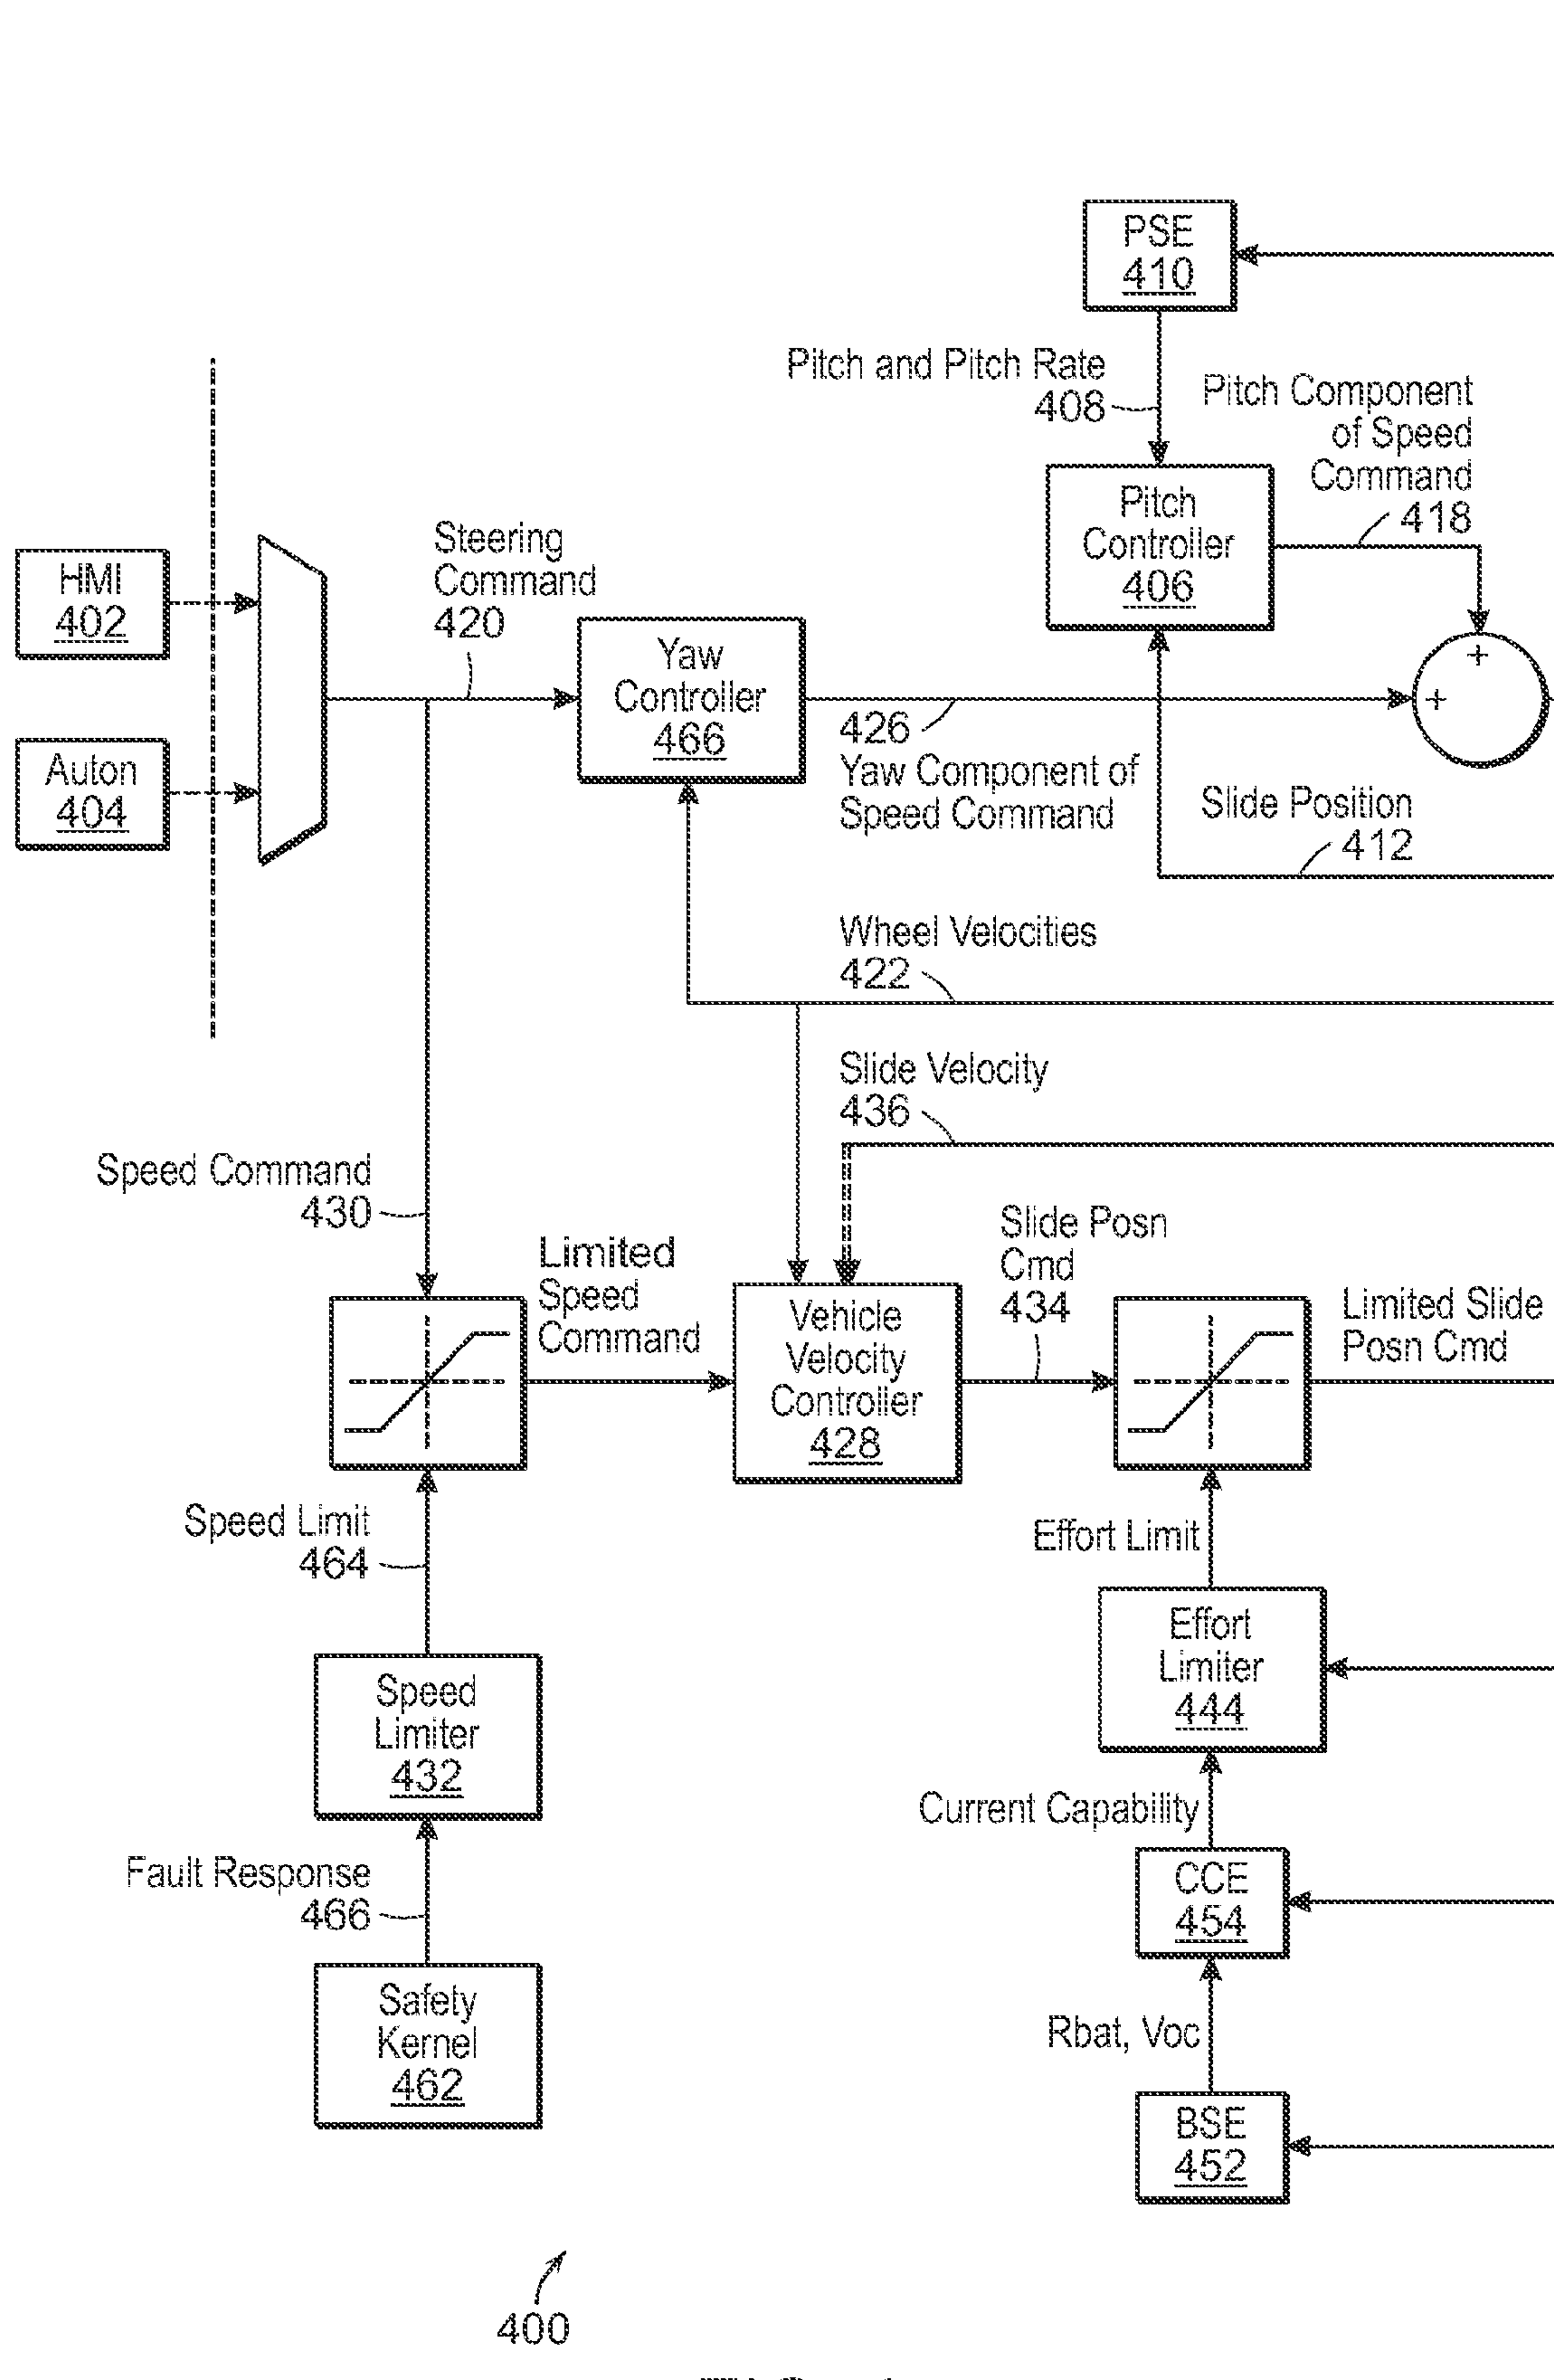 PSE
410
Pitch and Pitch Rate
408
Pitch Component
of Speed
Command
418
Pitch
Controller
406
HMI
402
Steering
Command
420
Yaw
Controller
466
+
+
426
Yaw Component of
Speed Command
Auton
404
Slide Position
412
Wheel Velocities
422
Slide Velocity
436
Speed Command
430
Limited
Speed
Command
Vehicle
Velocity
Controller
428
Slide Posn
Cmd
434
Limited Slide
Posn Cmd
Speed Limit
464
Effort Limit
Effort
Limiter
444
Speed
Limiter
432
Current Capability
CCE
454
Fault Response
466
Safety
Kernel
462
Rbat, Voc
BSE
452
400